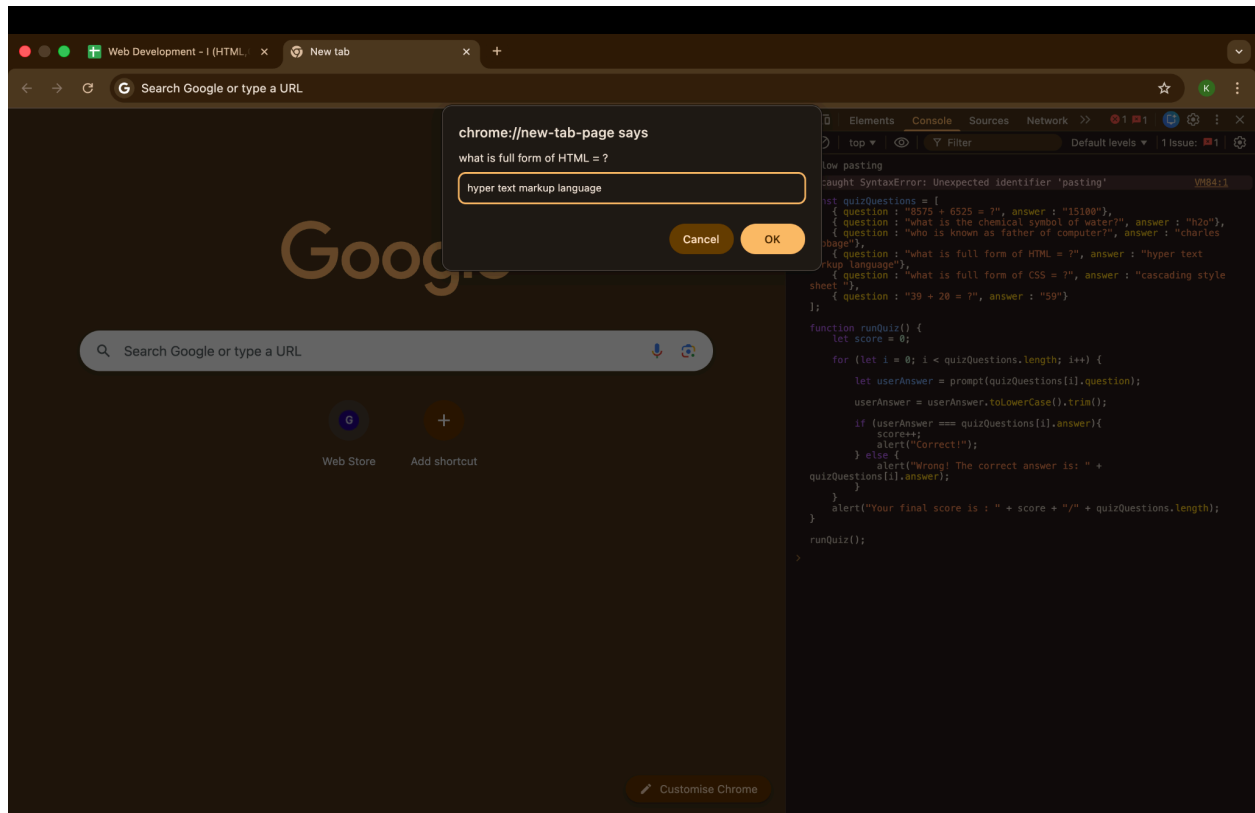 Web Development - I (HTML,
New tab
Search Google or type a URL
K
chrome://new-tab-page says
what is full form of HTML = ?
hyper text markup language
Cancel
OK
Google
Search Google or type a URL
G
Web Store
Add shortcut
Customise Chrome
Elements Console Sources Network 1 1
top Filter Default levels 1 Issue: 1
low pasting
caught SyntaxError: Unexpected identifier 'pasting' VM84:1
nst quizQuestions = [
{ question : "8575 + 6525 = ?", answer : "15100"},
{ question : "what is the chemical symbol of water?", answer : "h2o"},
{ question : "who is known as father of computer?", answer : "charles
bbage"},
{ question : "what is full form of HTML = ?", answer : "hyper text
rkup language"},
{ question : "what is full form of CSS = ?", answer : "cascading style
sheet "},
{ question : "39 + 20 = ?", answer : "59"}
];
function runQuiz() {
let score = 0;
for (let i = 0; i < quizQuestions.length; i++) {
let userAnswer = prompt(quizQuestions[i].question);
userAnswer = userAnswer.toLowerCase().trim();
if (userAnswer === quizQuestions[i].answer){
score++;
alert("Correct!");
} else {
alert("Wrong! The correct answer is: " +
quizQuestions[i].answer);
}
}
alert("Your final score is : " + score + "/" + quizQuestions.length);
}
runQuiz();